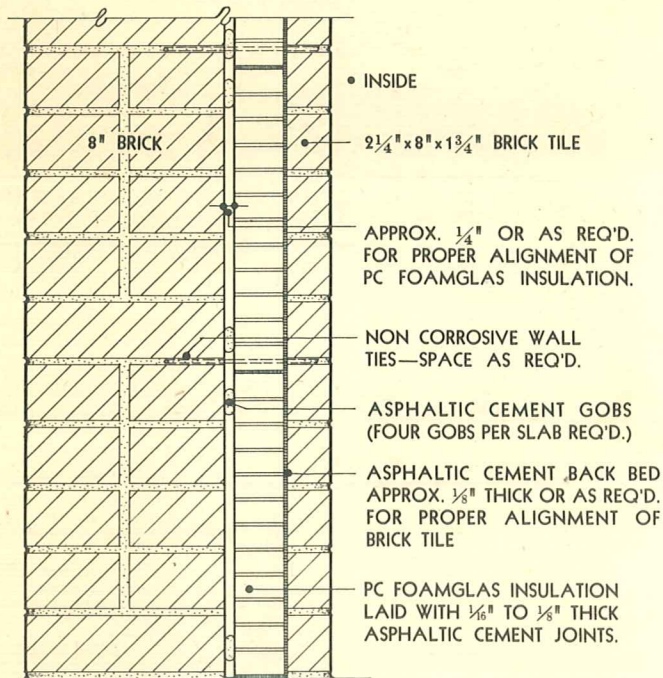 INSIDE
8" BRICK
2¼" x 8" x 1¾" BRICK TILE
APPROX. ¼" OR AS REQ'D.
FOR PROPER ALIGNMENT OF
PC FOAMGLAS INSULATION.
NON CORROSIVE WALL
TIES—SPACE AS REQ'D.
ASPHALTIC CEMENT GOBS
(FOUR GOBS PER SLAB REQ'D.)
ASPHALTIC CEMENT BACK BED
APPROX. ⅛" THICK OR AS REQ'D.
FOR PROPER ALIGNMENT OF
BRICK TILE
PC FOAMGLAS INSULATION
LAID WITH 1/16" TO ⅛" THICK
ASPHALTIC CEMENT JOINTS.